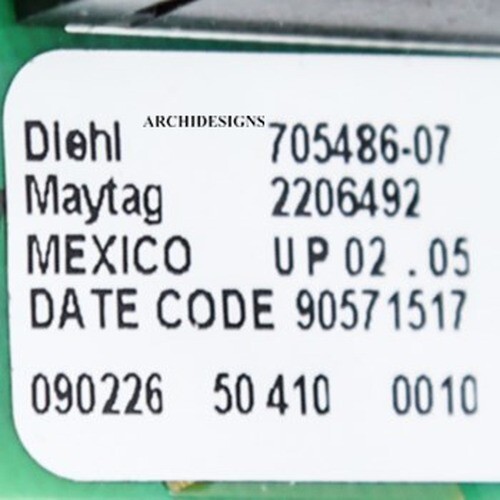 ARCHIDESIGNS
Diehl 705486-07
Maytag 2206492
MEXICO UP 02 . 05
DATE CODE 90571517
090226 50 410 0010